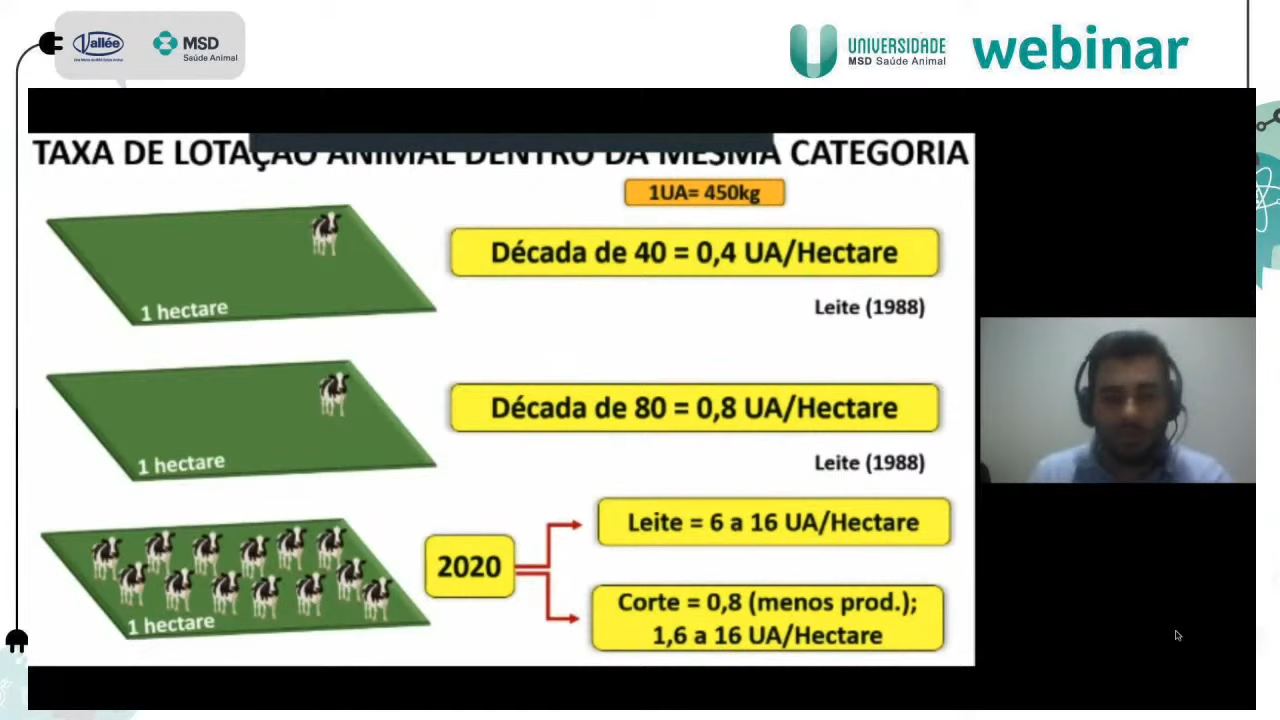 Vallée
MSD
Saúde Animal
UNIVERSIDADE
MSD Saúde Animal
webinar
TAXA DE LOTAÇÃO ANIMAL DENTRO DA MESMA CATEGORIA
1UA= 450kg
Década de 40 = 0,4 UA/Hectare
1 hectare
Leite (1988)
Década de 80 = 0,8 UA/Hectare
1 hectare
Leite (1988)
Leite = 6 a 16 UA/Hectare
2020
Corte = 0,8 (menos prod.);
1,6 a 16 UA/Hectare
1 hectare